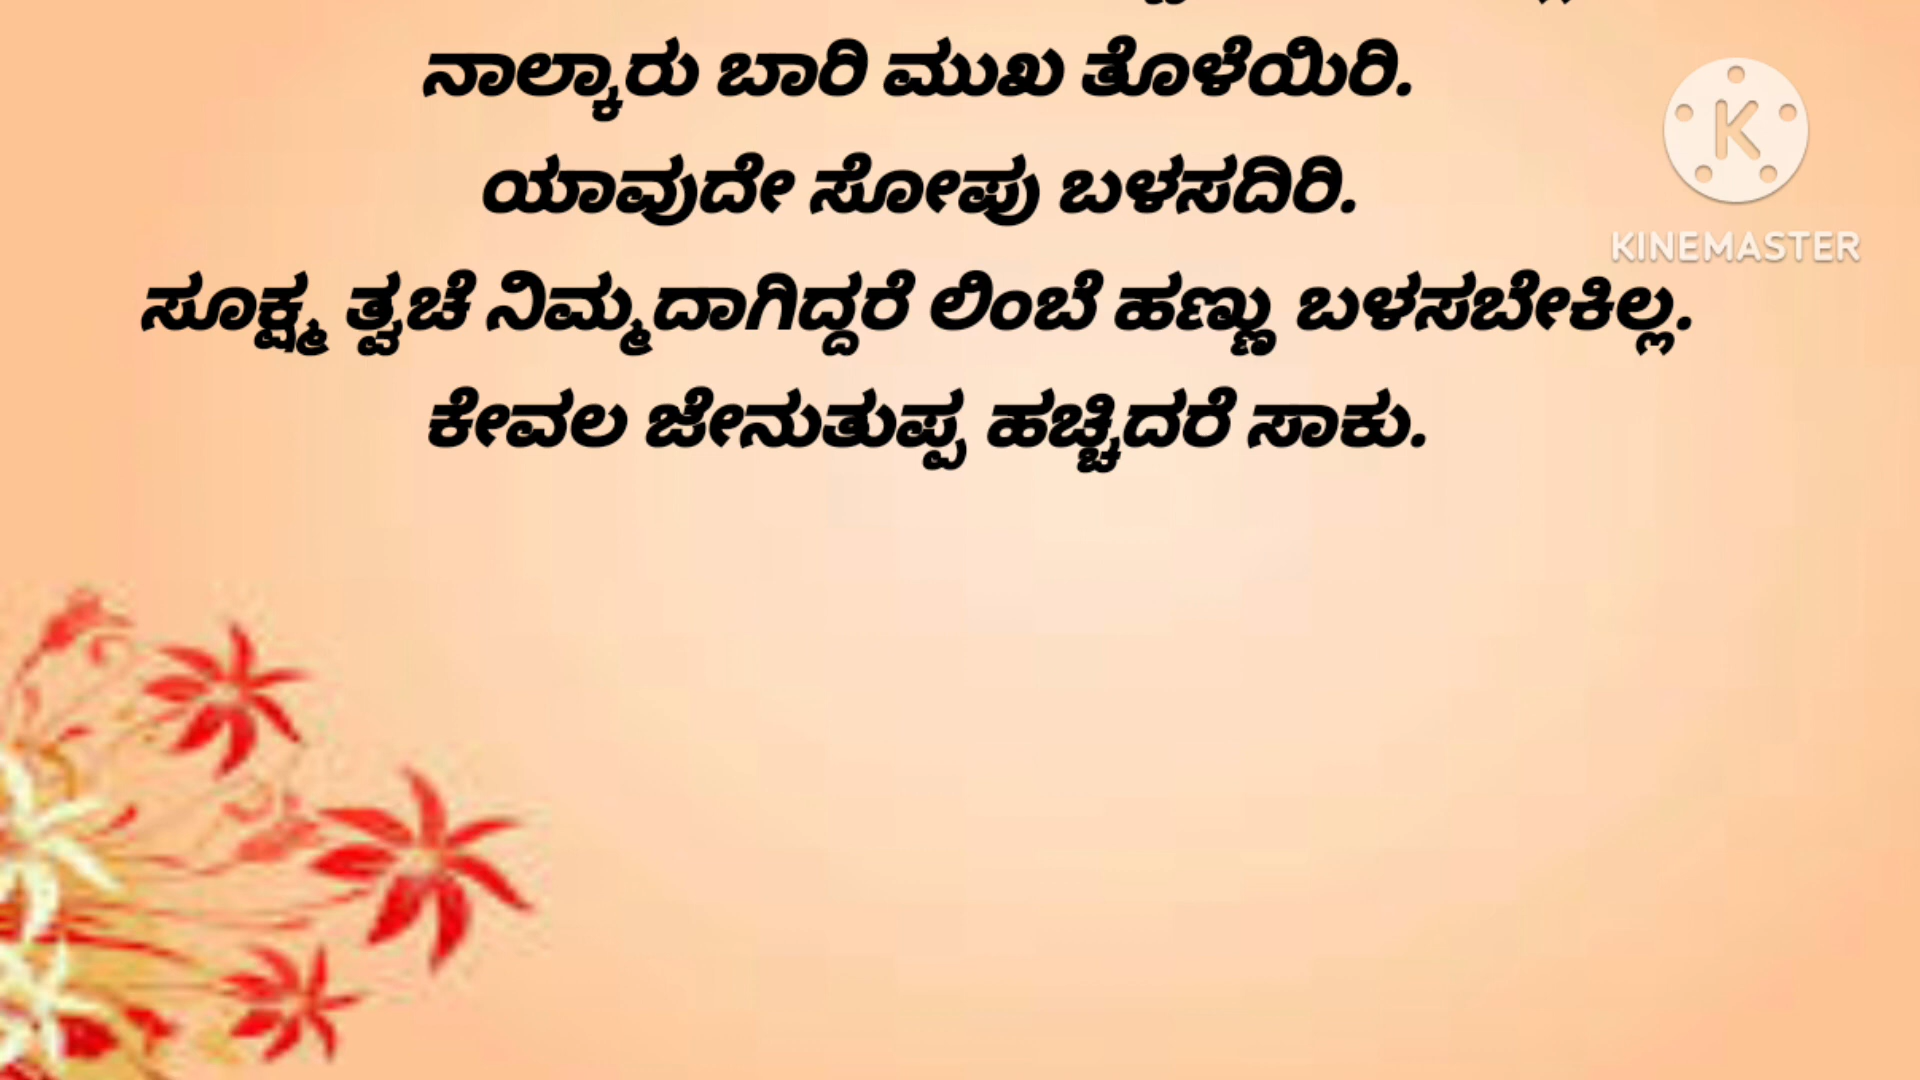 ನಾಲ್ಕಾರು ಬಾರಿ ಮುಖ ತೊಳೆಯಿರಿ.
ಯಾವುದೇ ಸೋಪು ಬಳಸದಿರಿ.
KINEMASTER
ಸೂಕ್ಷ್ಮ ತ್ವಚೆ ನಿಮ್ಮದಾಗಿದ್ದರೆ ಲಿಂಬೆ ಹಣ್ಣು ಬಳಸಬೇಕಿಲ್ಲ.
ಕೇವಲ ಜೇನುತುಪ್ಪ ಹಚ್ಚಿದರೆ ಸಾಕು.